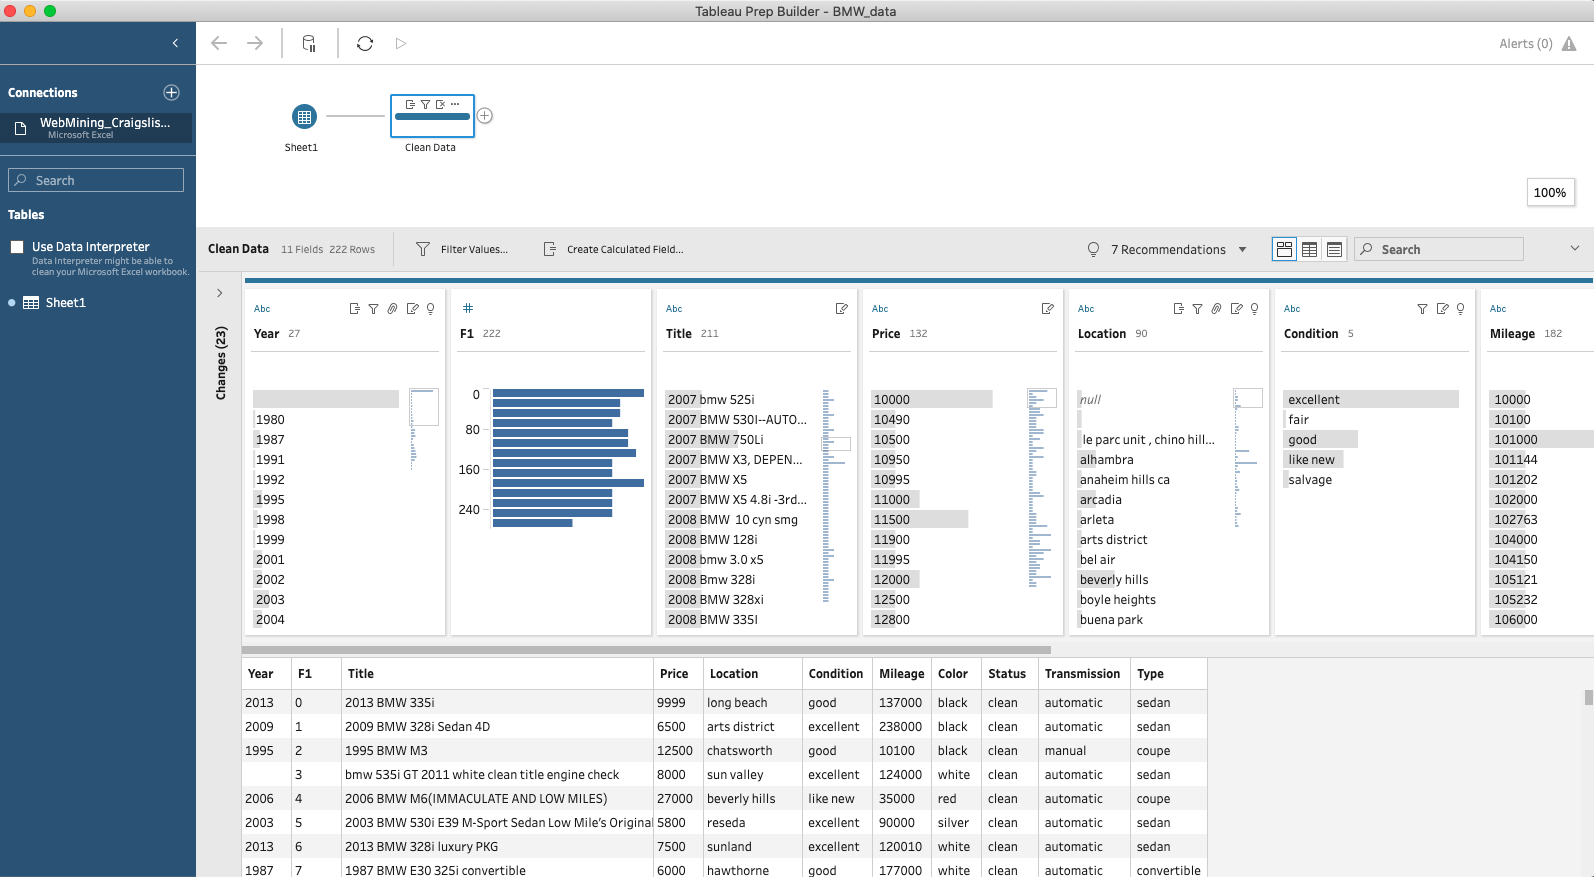 Tableau Prep Builder - BMW_data
Alerts (0)
Connections
WebMining_Craigslis...
Microsoft Excel
Search
Tables
Use Data Interpreter
Data Interpreter might be able to
clean your Microsoft Excel workbook.
Sheet1
Sheet1
Clean Data
100%
Clean Data 11 Fields 222 Rows Filter Values... Create Calculated Field... 7 Recommendations Search
Changes (23)
Abc
Year 27
1980
1987
1991
1992
1995
1998
1999
2001
2002
2003
2004
#
F1 222
0
80
160
240
Abc
Title 211
2007 bmw 525i
2007 BMW 530I--AUTO...
2007 BMW 750Li
2007 BMW X3, DEPEN...
2007 BMW X5
2007 BMW X5 4.8i -3rd...
2008 BMW 10 cyn smg
2008 BMW 128i
2008 bmw 3.0 x5
2008 Bmw 328i
2008 BMW 328xi
2008 BMW 335I
Abc
Price 132
10000
10490
10500
10950
10995
11000
11500
11900
11995
12000
12500
12800
Abc
Location 90
null
le parc unit , chino hill...
alhambra
anaheim hills ca
arcadia
arleta
arts district
bel air
beverly hills
boyle heights
buena park
Abc
Condition 5
excellent
fair
good
like new
salvage
Abc
Mileage 182
10000
10100
101000
101144
101202
102000
102763
104000
104150
105121
105232
106000
Year F1 Title Price Location Condition Mileage Color Status Transmission Type
2013 0 2013 BMW 335i 9999 long beach good 137000 black clean automatic sedan
2009 1 2009 BMW 328i Sedan 4D 6500 arts district excellent 238000 black clean automatic sedan
1995 2 1995 BMW M3 12500 chatsworth good 10100 black clean manual coupe
3 bmw 535i GT 2011 white clean title engine check 8000 sun valley excellent 124000 white clean automatic sedan
2006 4 2006 BMW M6(IMMACULATE AND LOW MILES) 27000 beverly hills like new 35000 red clean automatic coupe
2003 5 2003 BMW 530i E39 M-Sport Sedan Low Mile's Original 5800 reseda excellent 90000 silver clean automatic sedan
2013 6 2013 BMW 328i luxury PKG 7500 sunland excellent 120010 white clean automatic sedan
1987 7 1987 BMW E30 325i convertible 6000 hawthorne good 177000 white clean automatic convertible